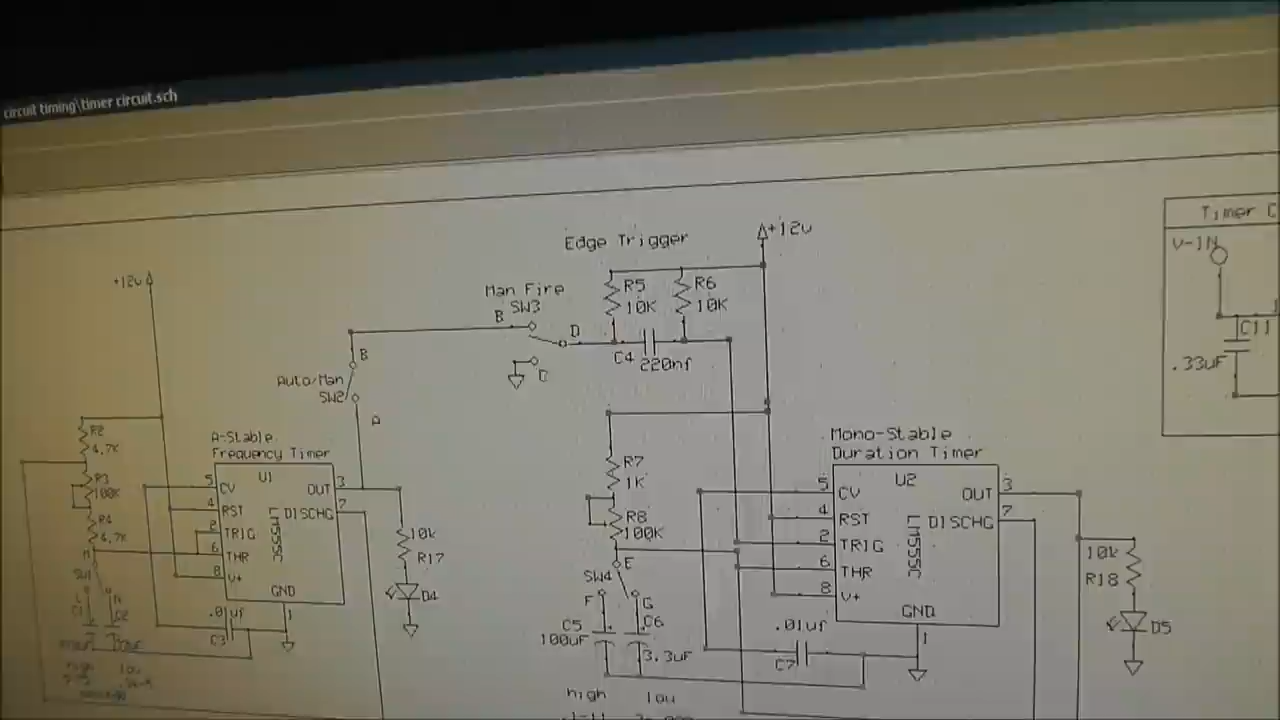 circuit timing\timer circuit.sch
Timer
V-1N
C11
.33uF
Edge Trigger
+12v
R5
10K
R6
10K
Man Fire
SW3
B
D
C4
220nf
+12v
B
Auto/Man
SW2
A
R2
4.7K
R3
100K
R4
4.7K
SW1
A-Stable
Frequency Timer
U1
5
CV
4
RST
2
TRIG
6
THR
8
V+
OUT
3
DISCHG
7
LM555C
GND
1
.01uf
C3
10k
R17
D4
R7
1K
R8
100K
E
SW4
F
G
C5
100uF
C6
3.3uF
high
low
Mono-Stable
Duration Timer
U2
5
CV
4
RST
2
TRIG
6
THR
8
V+
OUT
3
DISCHG
7
LM555C
GND
1
.01uf
C7
10k
R18
D5
high
low